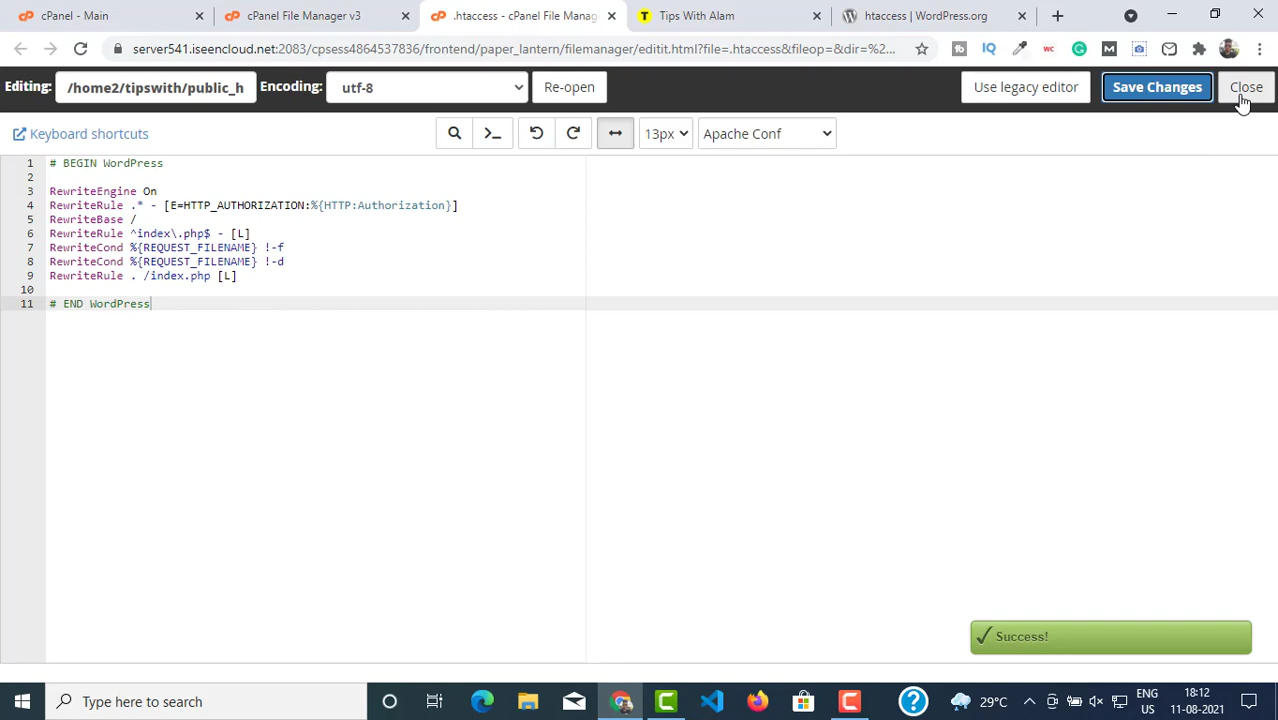 cPanel - Main
cPanel File Manager v3
.htaccess - cPanel File Manag
Tips With Alam
htaccess | WordPress.org
server541.iseencloud.net:2083/cpsess4864537836/frontend/paper_lantern/filemanager/editit.html?file=.htaccess&fileop=&dir=%2...
Editing: /home2/tipswith/public_h Encoding: utf-8 Re-open Use legacy editor Save Changes Close
Keyboard shortcuts 13px Apache Conf
1 # BEGIN WordPress
2
3 RewriteEngine On
4 RewriteRule .* - [E=HTTP_AUTHORIZATION:%{HTTP:Authorization}]
5 RewriteBase /
6 RewriteRule ^index\.php$ - [L]
7 RewriteCond %{REQUEST_FILENAME} !-f
8 RewriteCond %{REQUEST_FILENAME} !-d
9 RewriteRule . /index.php [L]
10
11 # END WordPress
Success!
Type here to search
29°C
ENG
US
18:12
11-08-2021